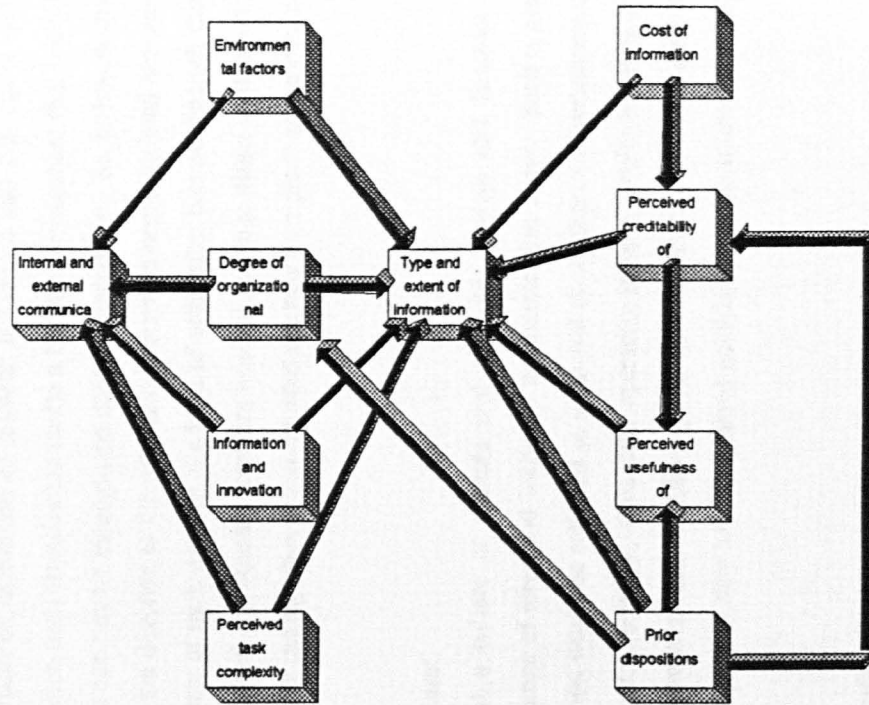 Environmen
tal factors
Cost of
information
Perceived
creditability
of
Internal and
external
communica
Degree of
organizatio
nal
Type and
extent of
information
Information
and
innovation
Perceived
usefulness
of
Perceived
task
complexity
Prior
dispositions